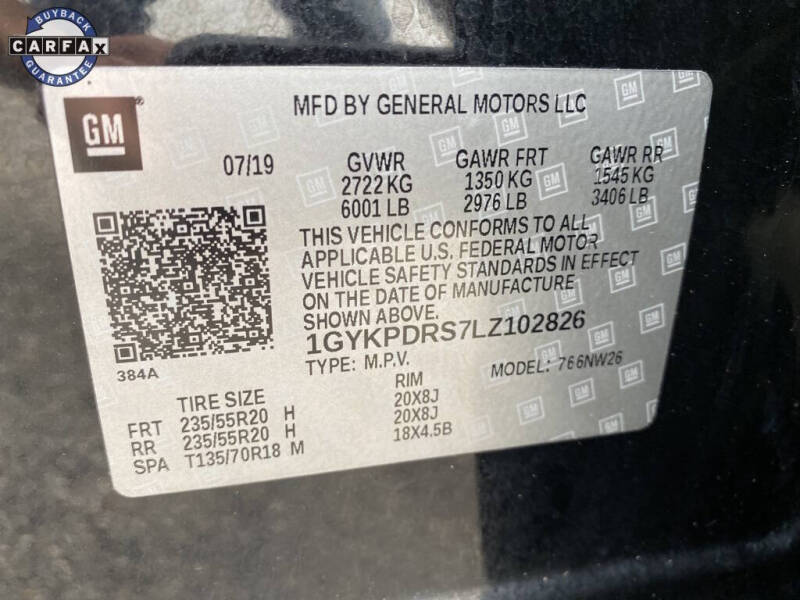 BUYBACK
CARFAX
GUARANTEE
GM
MFD BY GENERAL MOTORS LLC
07/19 GVWR GAWR FRT GAWR RR
2722 KG 1350 KG 1545 KG
6001 LB 2976 LB 3406 LB
THIS VEHICLE CONFORMS TO ALL
APPLICABLE U.S. FEDERAL MOTOR
VEHICLE SAFETY STANDARDS IN EFFECT
ON THE DATE OF MANUFACTURE
SHOWN ABOVE.
1GYKPDRS7LZ102826
384A
TYPE: M.P.V. MODEL: 766NW26
TIRE SIZE RIM
FRT 235/55R20 H 20X8J
RR 235/55R20 H 20X8J
SPA T135/70R18 M 18X4.5B